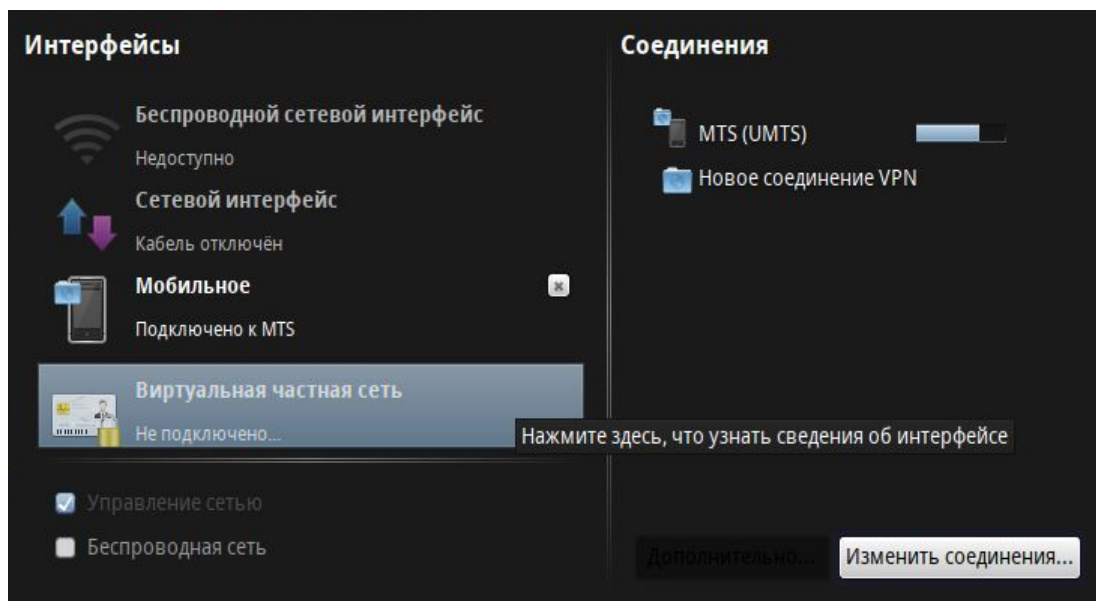 Интерфейсы
Беспроводной сетевой интерфейс
Недоступно
Сетевой интерфейс
Кабель отключён
Мобильное
Подключено к MTS
Виртуальная частная сеть
Не подключено...
Нажмите здесь, что узнать сведения об интерфейсе
Управление сетью
Беспроводная сеть
Соединения
MTS (UMTS)
Новое соединение VPN
Дополнительно...
Изменить соединения...